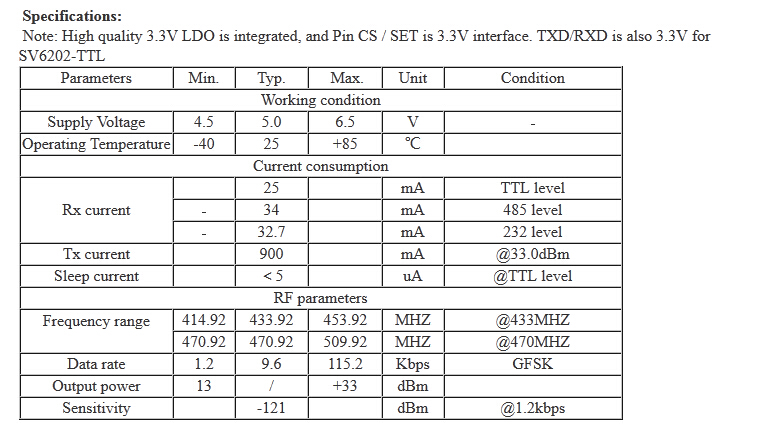 Specifications:
Note: High quality 3.3V LDO is integrated, and Pin CS / SET is 3.3V interface. TXD/RXD is also 3.3V for
SV6202-TTL
Parameters Min. Typ. Max. Unit Condition
Working condition
Supply Voltage 4.5 5.0 6.5 V -
Operating Temperature -40 25 +85 ℃
Current consumption
25 mA TTL level
Rx current - 34 mA 485 level
- 32.7 mA 232 level
Tx current 900 mA @33.0dBm
Sleep current < 5 uA @TTL level
RF parameters
Frequency range 414.92 433.92 453.92 MHZ @433MHZ
470.92 470.92 509.92 MHZ @470MHZ
Data rate 1.2 9.6 115.2 Kbps GFSK
Output power 13 / +33 dBm
Sensitivity -121 dBm @1.2kbps